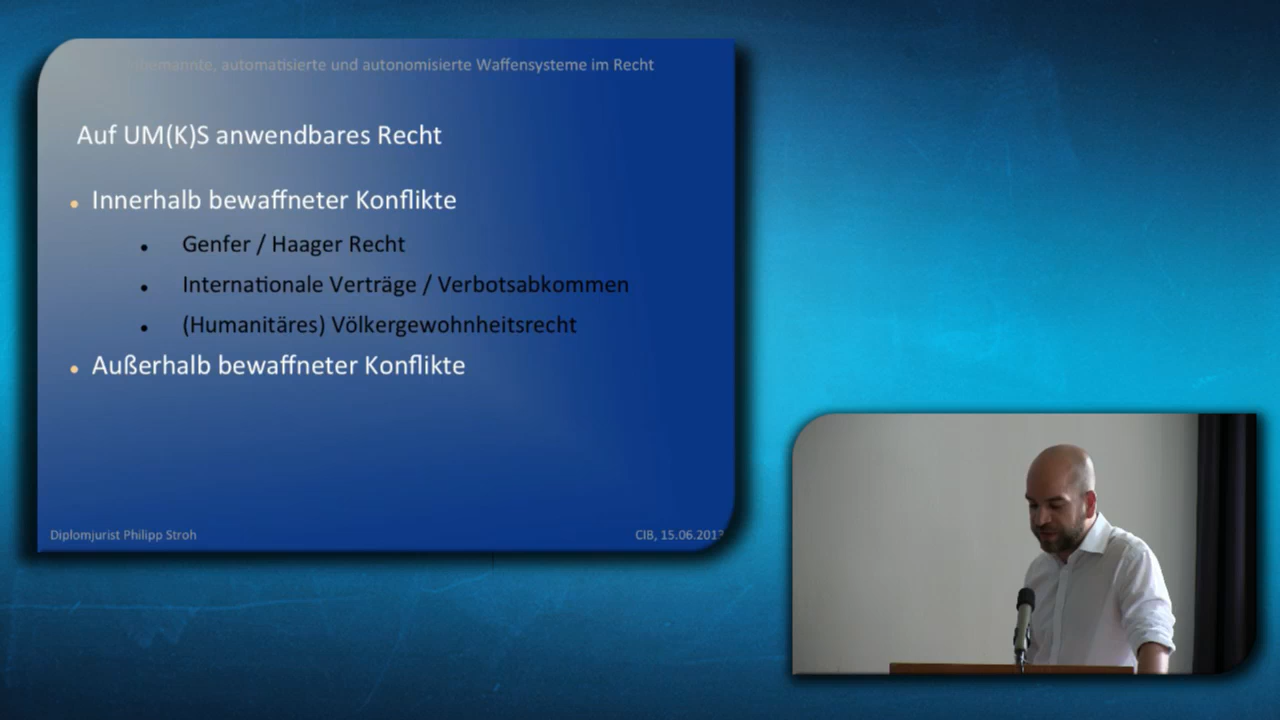 automatisierte und autonomisierte Waffensysteme im Recht
Auf UM(K)S anwendbares Recht
• Innerhalb bewaffneter Konflikte
• Genfer / Haager Recht
• Internationale Verträge / Verbotsabkommen
• (Humanitäres) Völkergewohnheitsrecht
• Außerhalb bewaffneter Konflikte
Diplomjurist Philipp Stroh
CIB, 15.06.2013